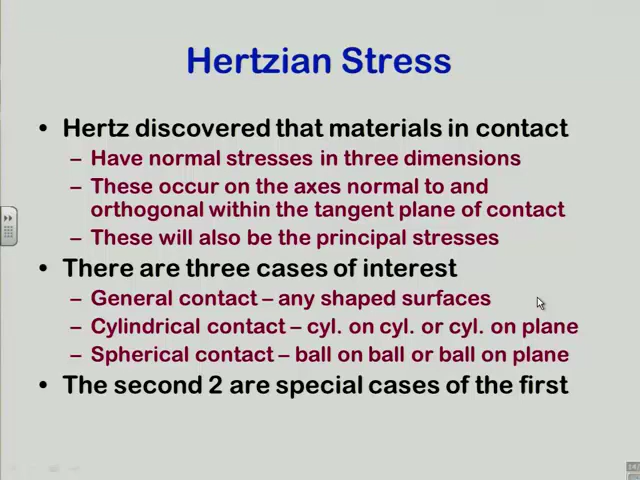 Hertzian Stress
• Hertz discovered that materials in contact
– Have normal stresses in three dimensions
– These occur on the axes normal to and
orthogonal within the tangent plane of contact
– These will also be the principal stresses
• There are three cases of interest
– General contact – any shaped surfaces
– Cylindrical contact – cyl. on cyl. or cyl. on plane
– Spherical contact – ball on ball or ball on plane
• The second 2 are special cases of the first